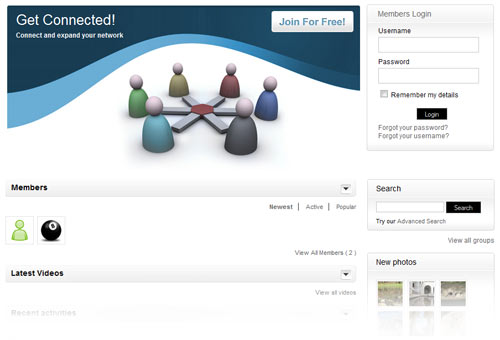 Get Connected!
Connect and expand your network
Join For Free!
Members Login
Username
Password
Remember my details
Login
Forgot your password?
Forgot your username?
Members
Newest | Active | Popular
8
View All Members ( 2 )
Latest Videos
View all videos
Recent activities
Search
Search
Try our Advanced Search
View all groups
New photos